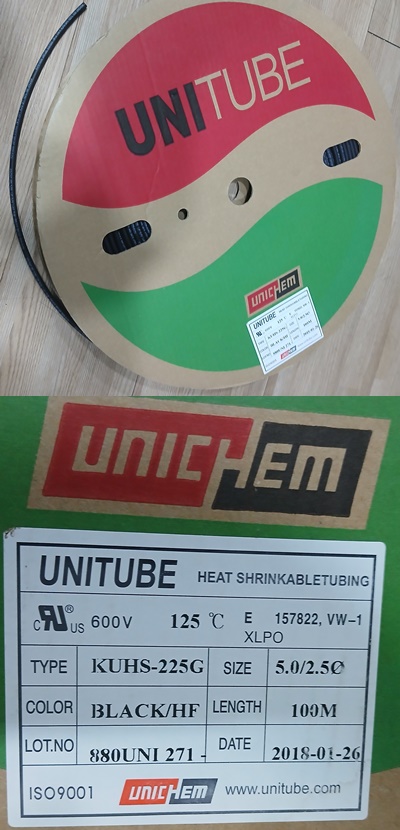 UNITUBE
UNICHEM
UNITUBE
UNICHEM
UNITUBE HEAT SHRINKABLETUBING
c RU® US 600V 125 ℃ E 157822, VW-1
XLPO
TYPE KUHS-225G SIZE 5.0/2.5Ø
COLOR BLACK/HF LENGTH 100M
LOT.NO 880UNI 271 - DATE 2018-01-26
ISO9001 UNICHEM www.unitube.com